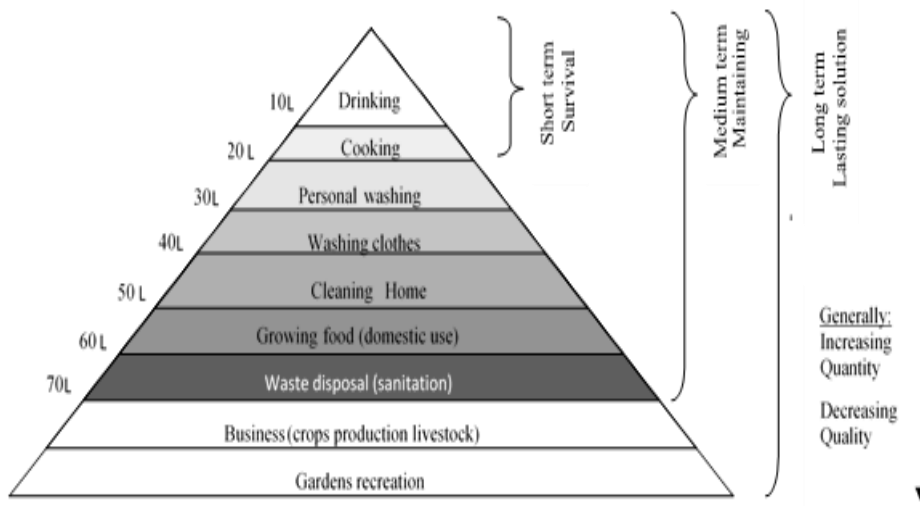 10L
Drinking
20 L
Cooking
30L
Personal washing
40L
Washing clothes
50 L
Cleaning Home
60 L
Growing food (domestic use)
70L
Waste disposal (sanitation)
Business (crops production livestock)
Gardens recreation
Short term
Survival
Medium term
Maintaining
Long term
Lasting solution
Generally:
Increasing
Quantity
Decreasing
Quality